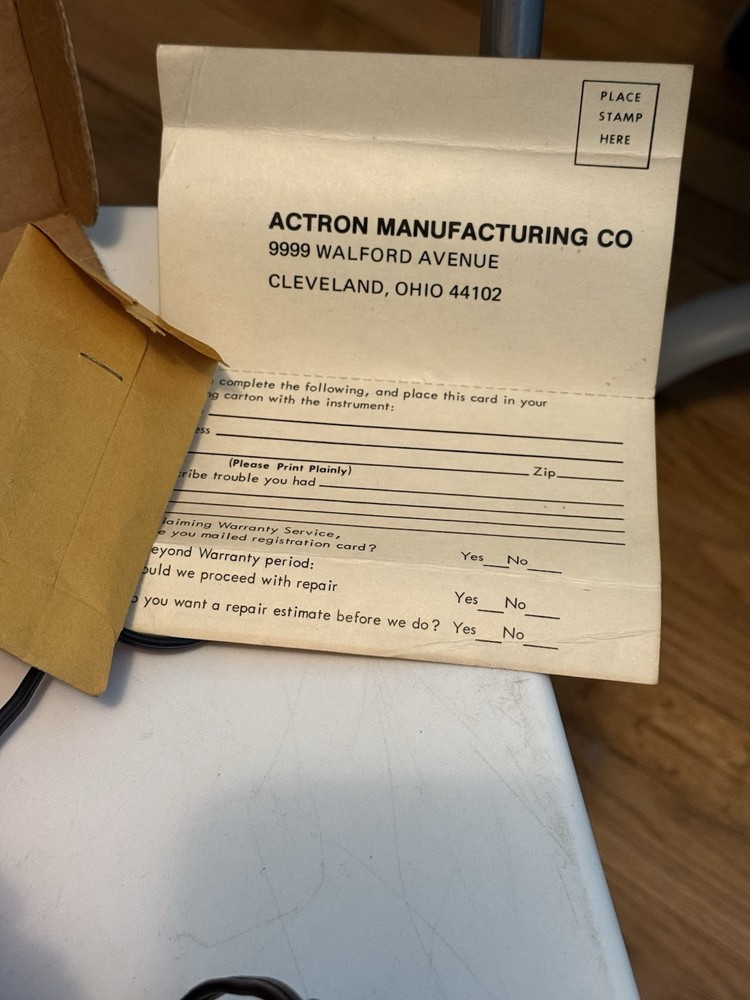 PLACE
STAMP
HERE
ACTRON MANUFACTURING CO
9999 WALFORD AVENUE
CLEVELAND, OHIO 44102
complete the following, and place this card in your
carton with the instrument:
(Please Print Plainly) Zip
trouble you had
Warranty Service,
you mailed registration card? Yes No
Warranty period:
we proceed with repair Yes No
you want a repair estimate before we do? Yes No